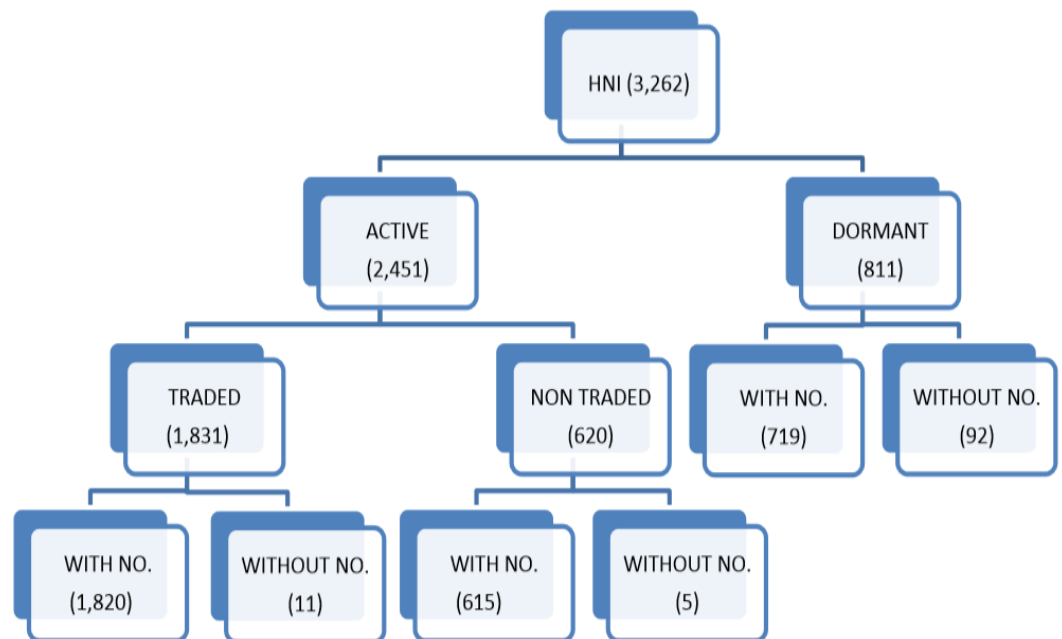 HNI (3,262)
ACTIVE
(2,451)
DORMANT
(811)
TRADED
(1,831)
NON TRADED
(620)
WITH NO.
(719)
WITHOUT NO.
(92)
WITH NO.
(1,820)
WITHOUT NO.
(11)
WITH NO.
(615)
WITHOUT NO.
(5)